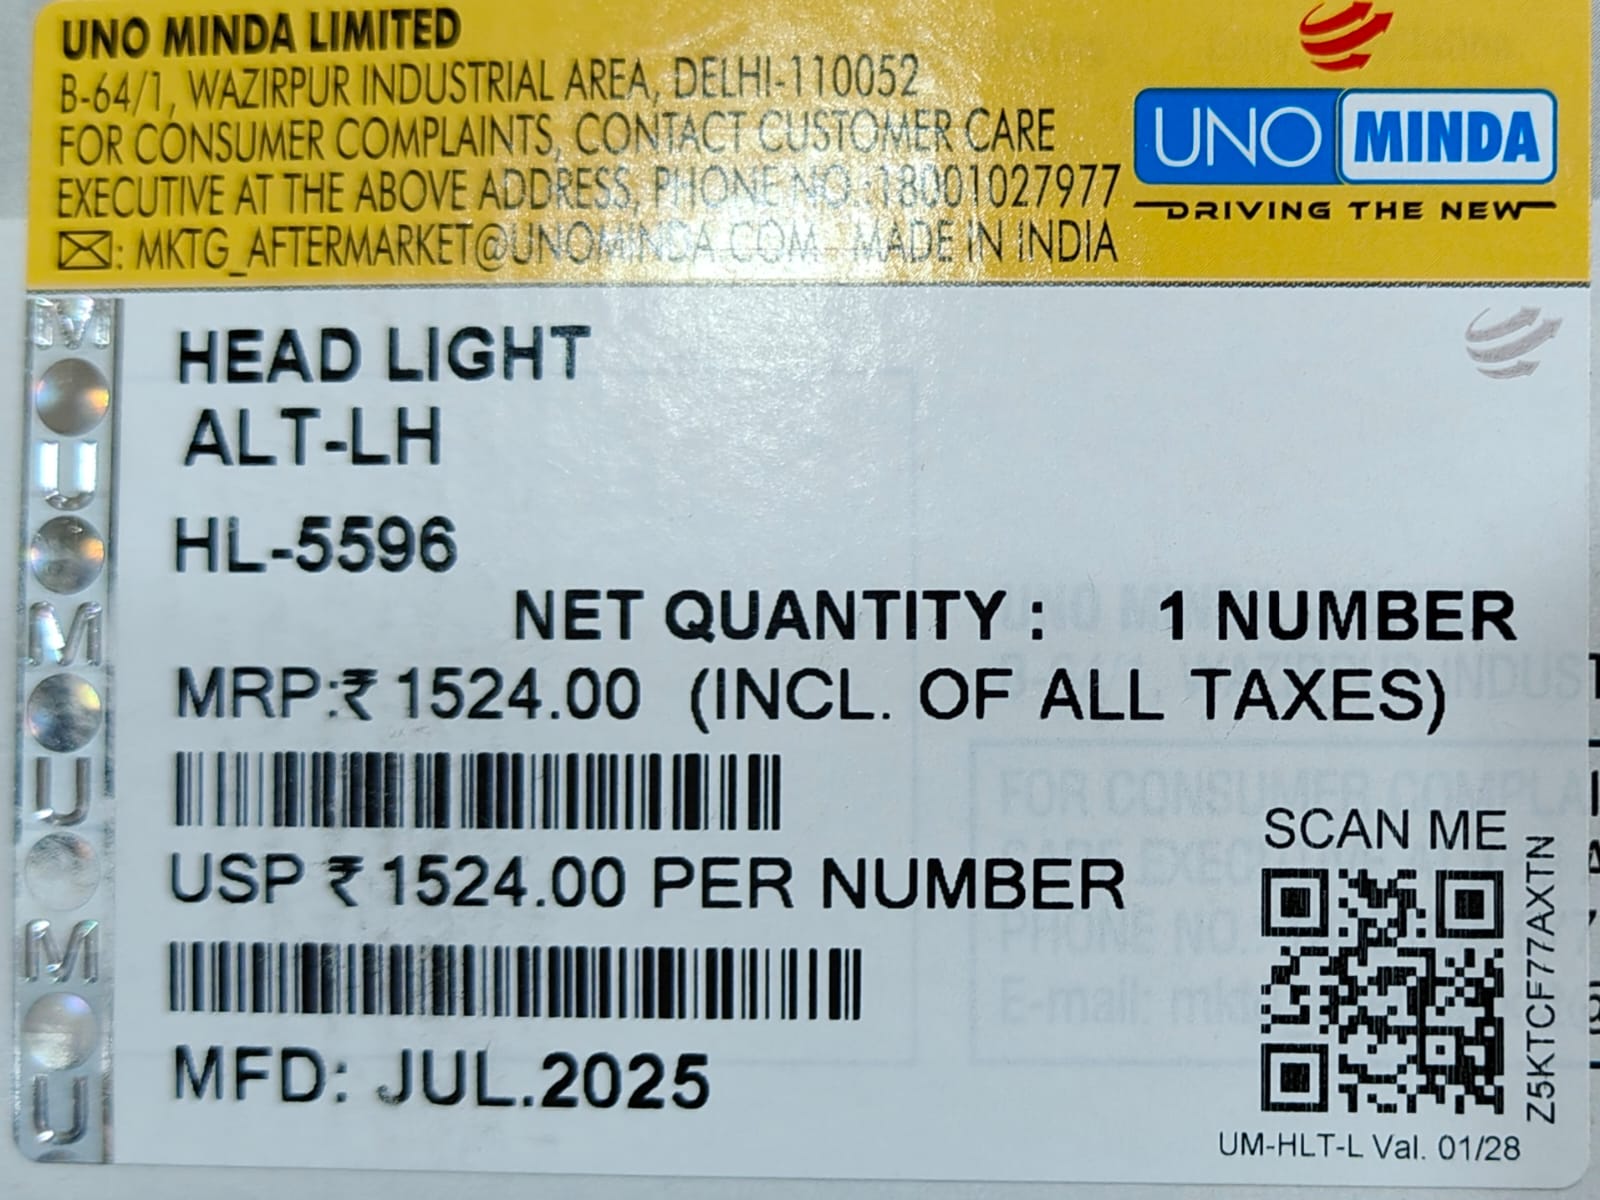 UNO MINDA LIMITED
B-64/1, WAZIRPUR INDUSTRIAL AREA, DELHI-110052
FOR CONSUMER COMPLAINTS, CONTACT CUSTOMER CARE
EXECUTIVE AT THE ABOVE ADDRESS, PHONE NO.:18001027977
: MKTG_AFTERMARKET@UNOMINDA.COM MADE IN INDIA
UNO MINDA
DRIVING THE NEW
HEAD LIGHT
ALT-LH
HL-5596
NET QUANTITY : 1 NUMBER
MRP:₹ 1524.00 (INCL. OF ALL TAXES)
USP ₹ 1524.00 PER NUMBER
MFD: JUL.2025
SCAN ME
Z5KTCF77AXTN
UM-HLT-L Val. 01/28
M
U
M
U
M
U